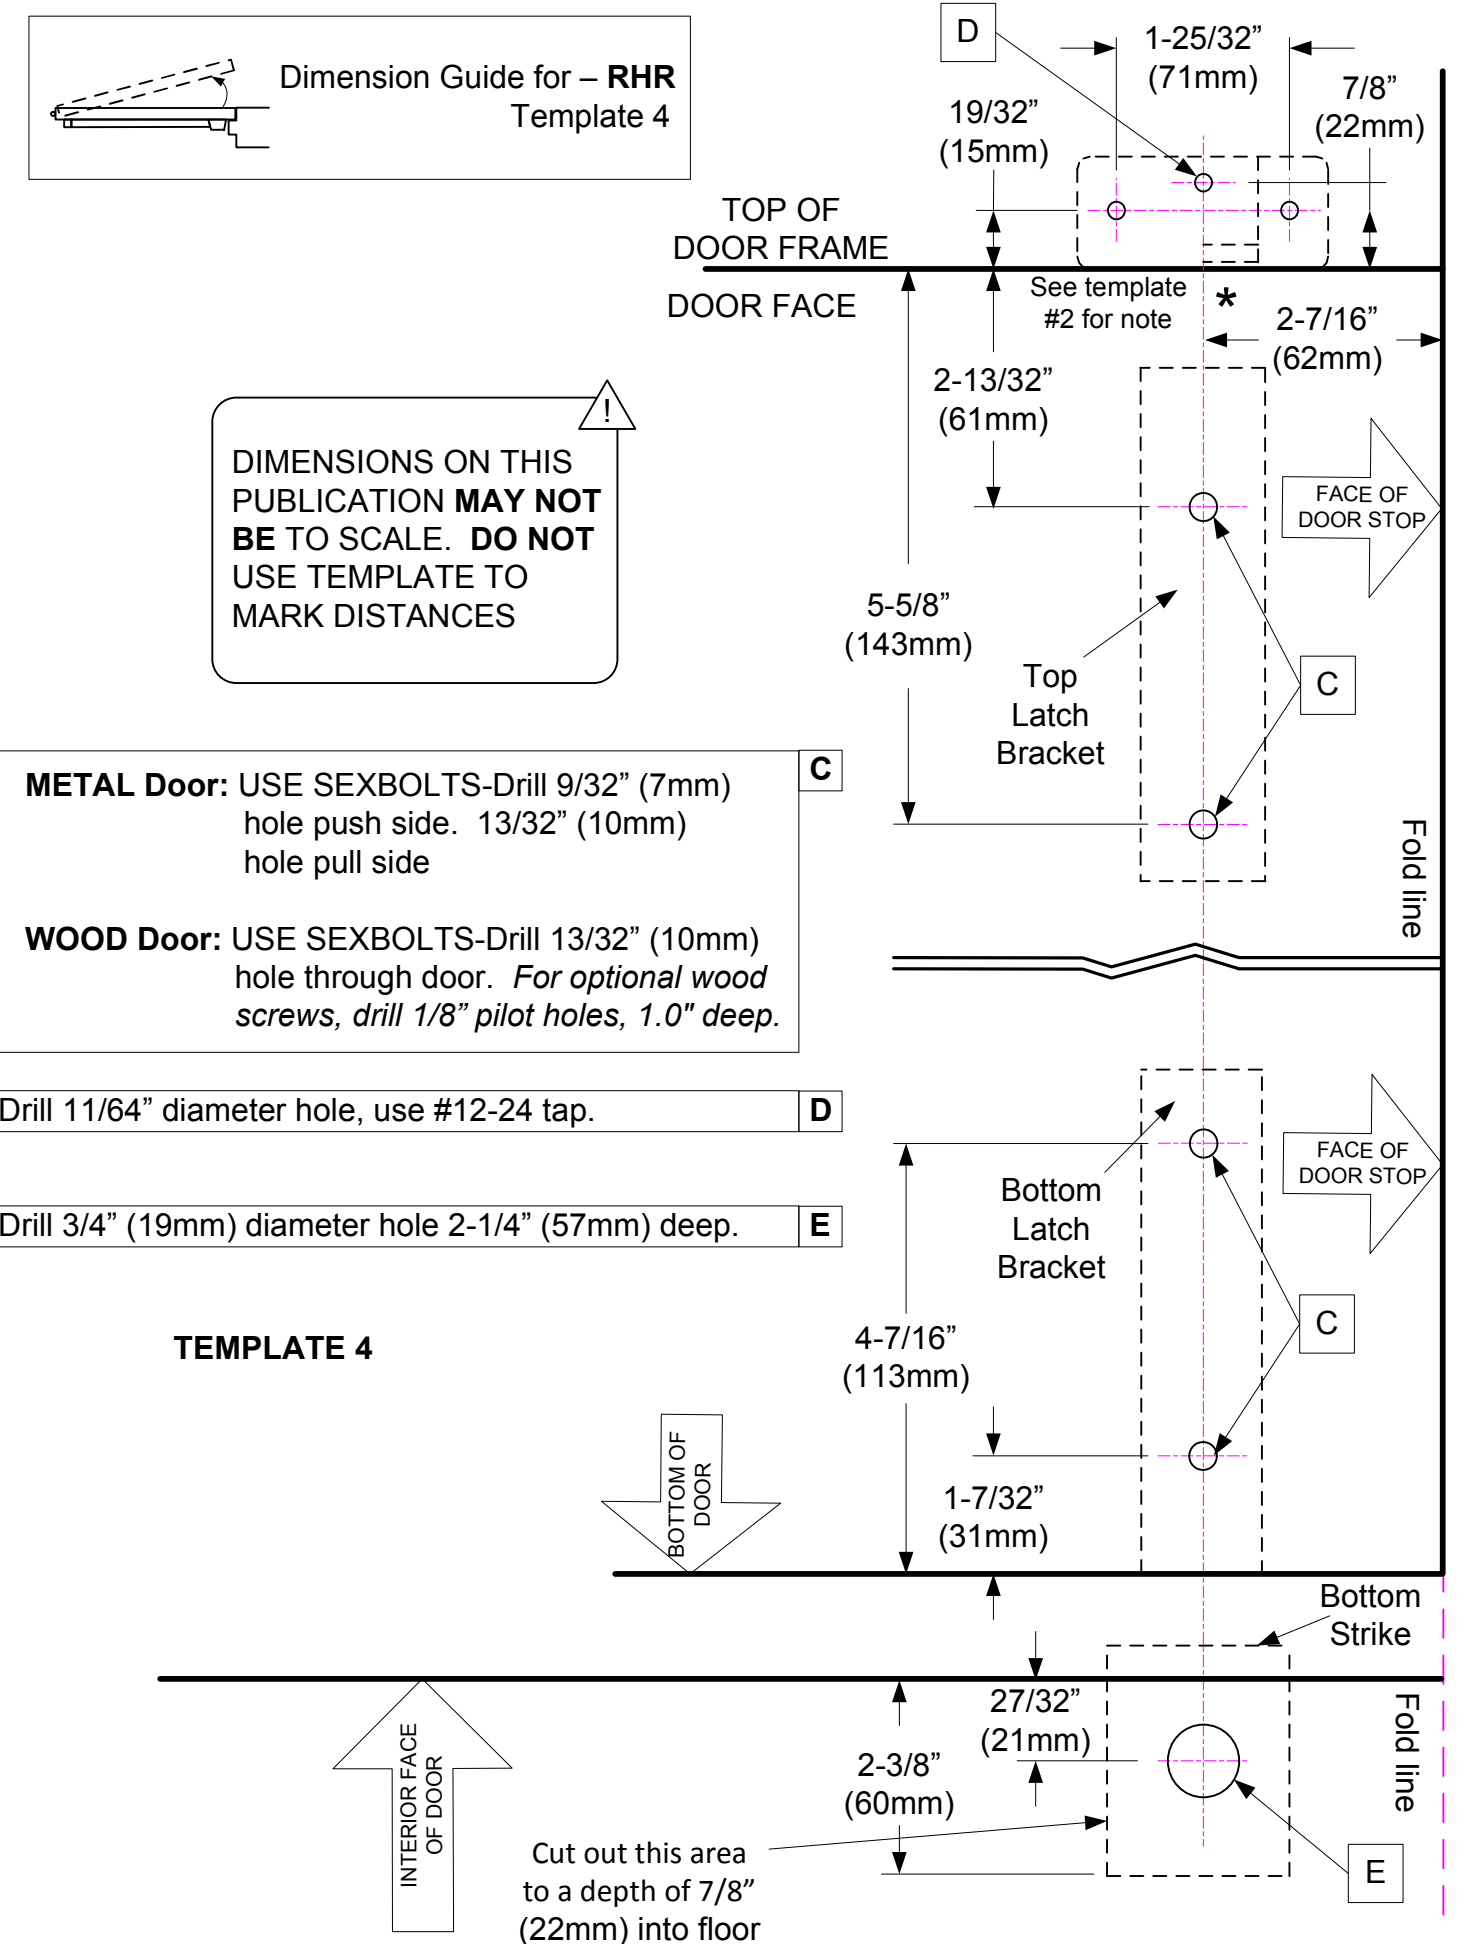 Dimension Guide for – RHR
Template 4
D
1-25/32”
(71mm)
7/8”
(22mm)
19/32”
(15mm)
TOP OF
DOOR FRAME
DOOR FACE
See template
#2 for note
*
2-7/16”
(62mm)
2-13/32”
(61mm)
!
DIMENSIONS ON THIS
PUBLICATION MAY NOT
BE TO SCALE. DO NOT
USE TEMPLATE TO
MARK DISTANCES
FACE OF
DOOR STOP
5-5/8”
(143mm)
Top
Latch
Bracket
C
Fold line
C
METAL Door: USE SEXBOLTS-Drill 9/32” (7mm)
hole push side. 13/32” (10mm)
hole pull side
WOOD Door: USE SEXBOLTS-Drill 13/32” (10mm)
hole through door. For optional wood
screws, drill 1/8” pilot holes, 1.0" deep.
Drill 11/64” diameter hole, use #12-24 tap.
D
Drill 3/4” (19mm) diameter hole 2-1/4” (57mm) deep.
E
FACE OF
DOOR STOP
Bottom
Latch
Bracket
C
TEMPLATE 4
4-7/16”
(113mm)
BOTTOM OF
DOOR
1-7/32”
(31mm)
Bottom
Strike
INTERIOR FACE
OF DOOR
27/32”
(21mm)
2-3/8”
(60mm)
Fold line
E
Cut out this area
to a depth of 7/8”
(22mm) into floor